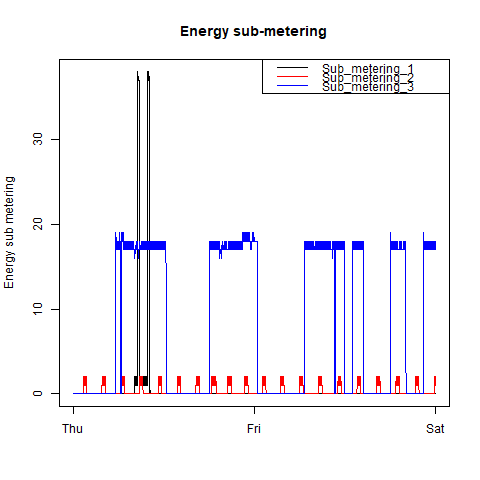 Energy sub-metering
Sub_metering_1
Sub_metering_2
Sub_metering_3
Energy sub metering
30
20
10
0
Thu
Fri
Sat